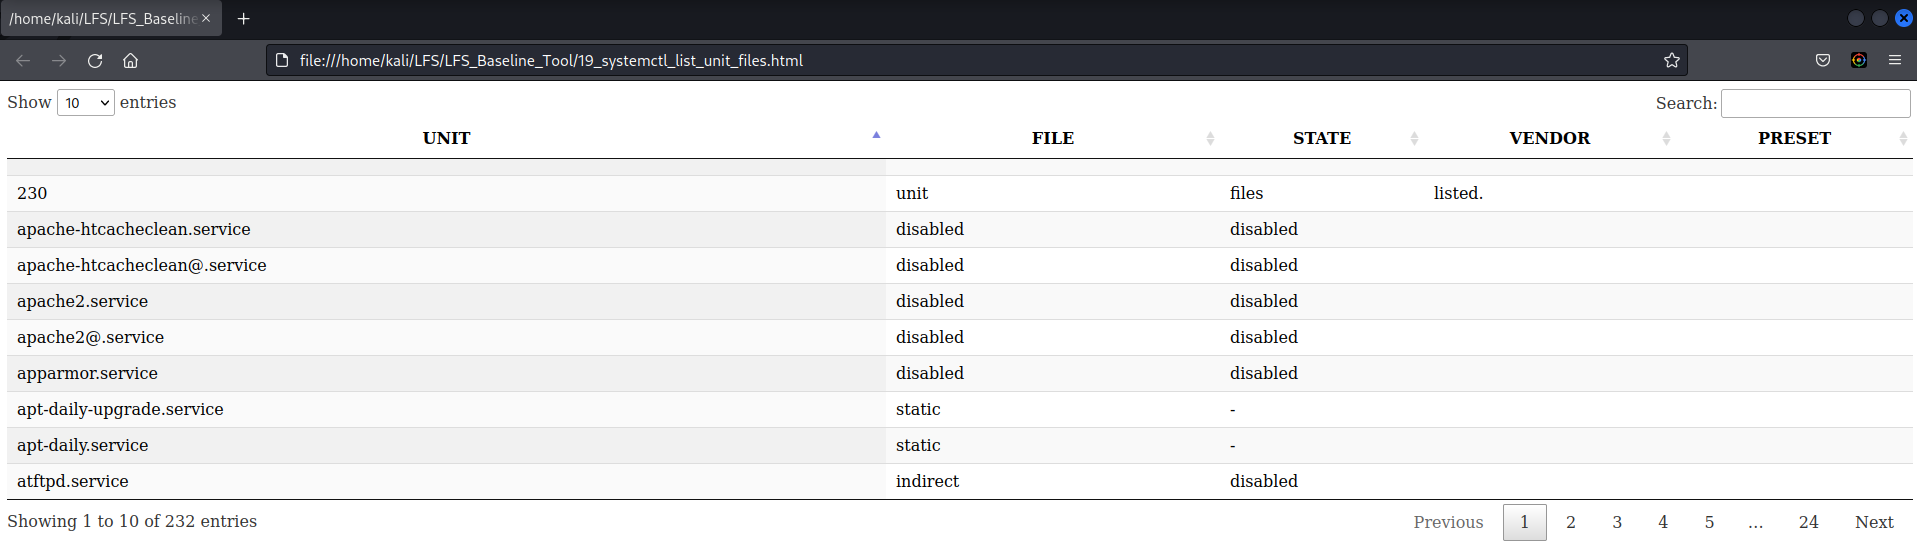 /home/kali/LFS/LFS_Baseline
file:///home/kali/LFS/LFS_Baseline_Tool/19_systemctl_list_unit_files.html
Show 10 entries Search:
UNIT FILE STATE VENDOR PRESET
230 unit files listed.
apache-htcacheclean.service disabled disabled
apache-htcacheclean@.service disabled disabled
apache2.service disabled disabled
apache2@.service disabled disabled
apparmor.service disabled disabled
apt-daily-upgrade.service static -
apt-daily.service static -
atftpd.service indirect disabled
Showing 1 to 10 of 232 entries Previous 1 2 3 4 5 … 24 Next